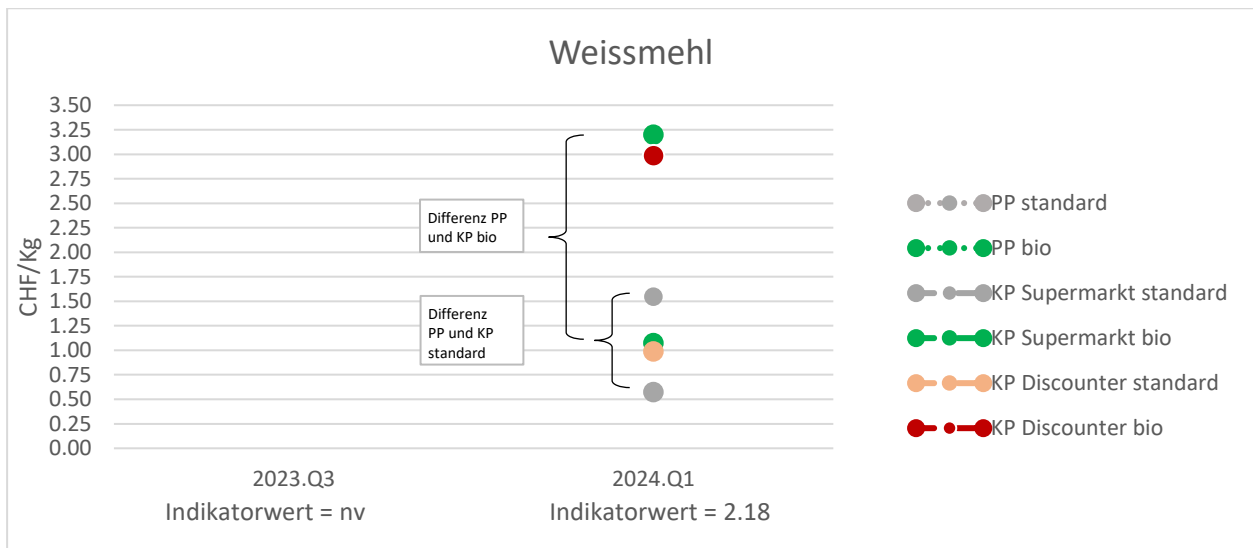 Weissmehl
CHF/Kg
3.50
3.25
3.00
2.75
2.50
2.25
2.00
1.75
1.50
1.25
1.00
0.75
0.50
0.25
0.00
Differenz PP
und KP bio
Differenz
PP und KP
standard
2023.Q3
Indikatorwert = nv
2024.Q1
Indikatorwert = 2.18
PP standard
PP bio
KP Supermarkt standard
KP Supermarkt bio
KP Discounter standard
KP Discounter bio